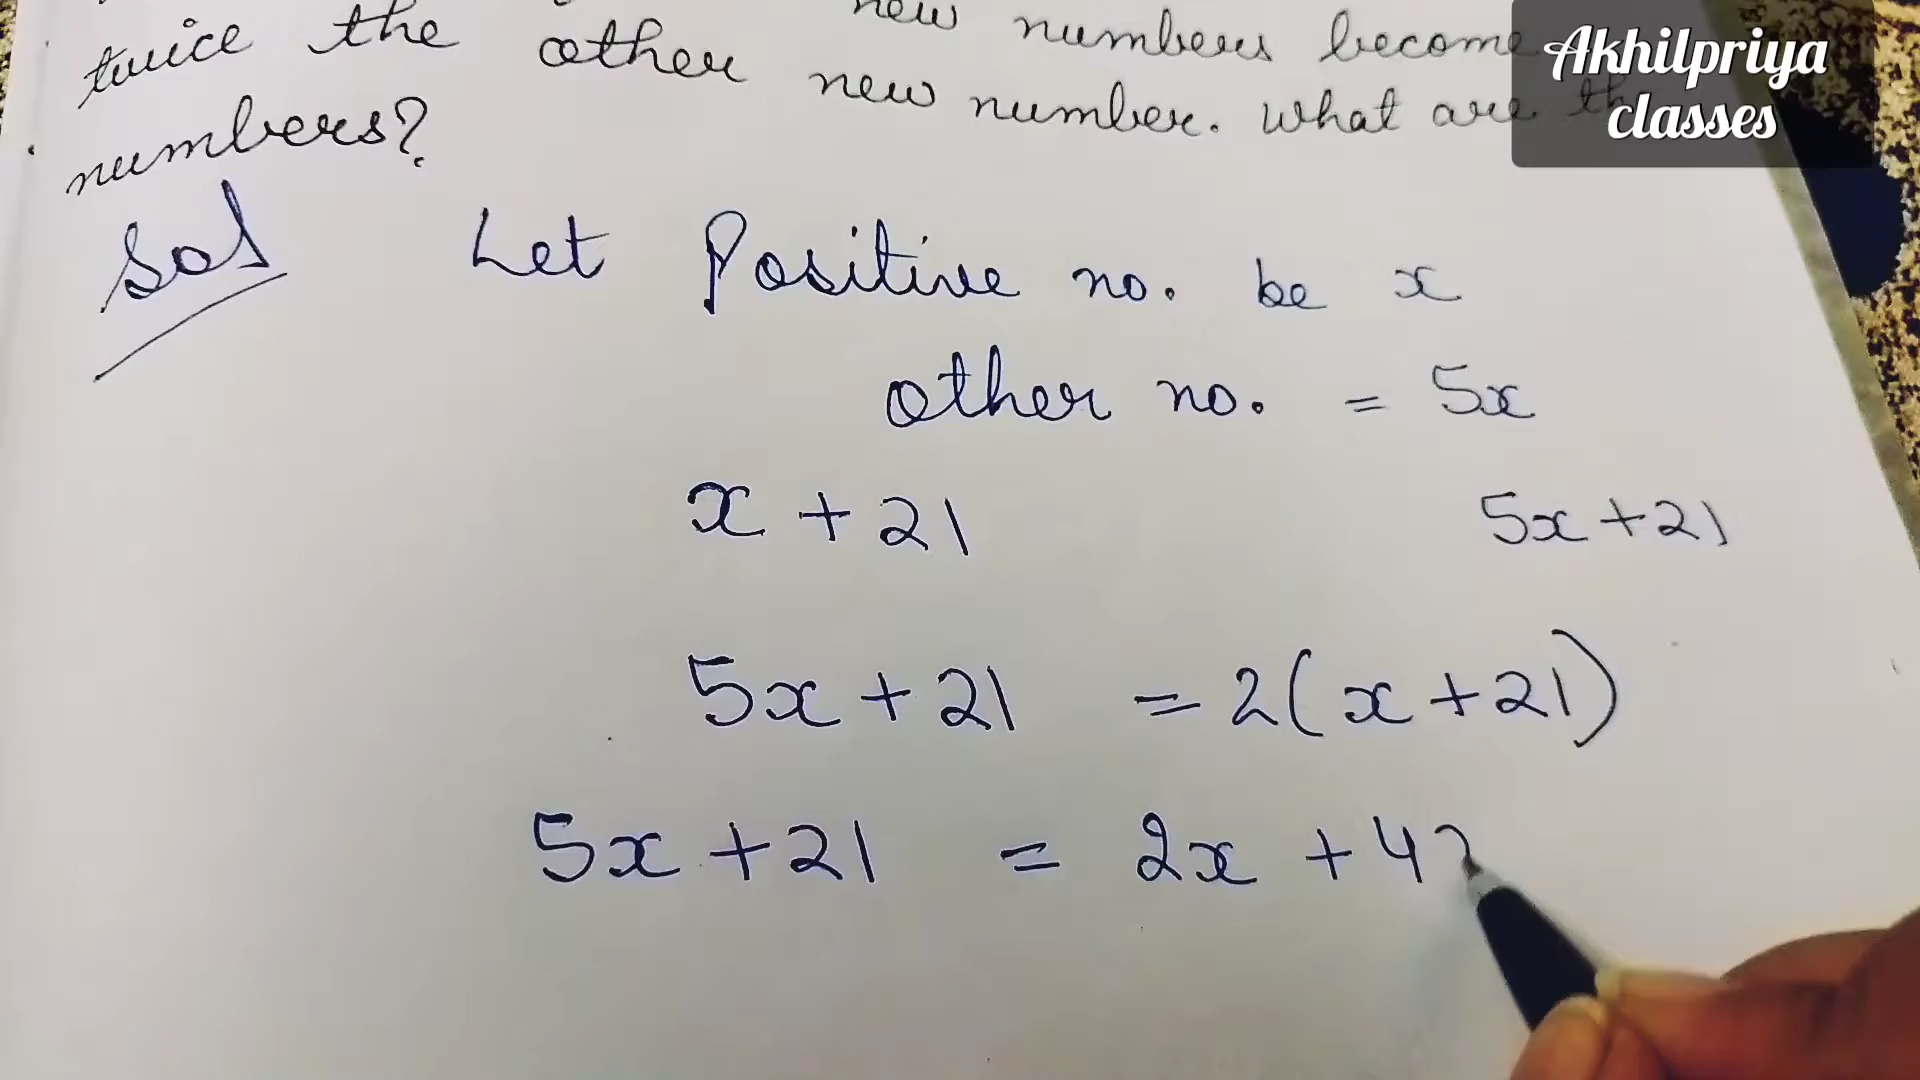 new numbers become
twice the other new number. What are
numbers?
Sol Let Positive no. be x
other no. = 5x
x + 21 5x + 21
5x + 21 = 2(x + 21)
5x + 21 = 2x + 42
Akhilpriya
classes